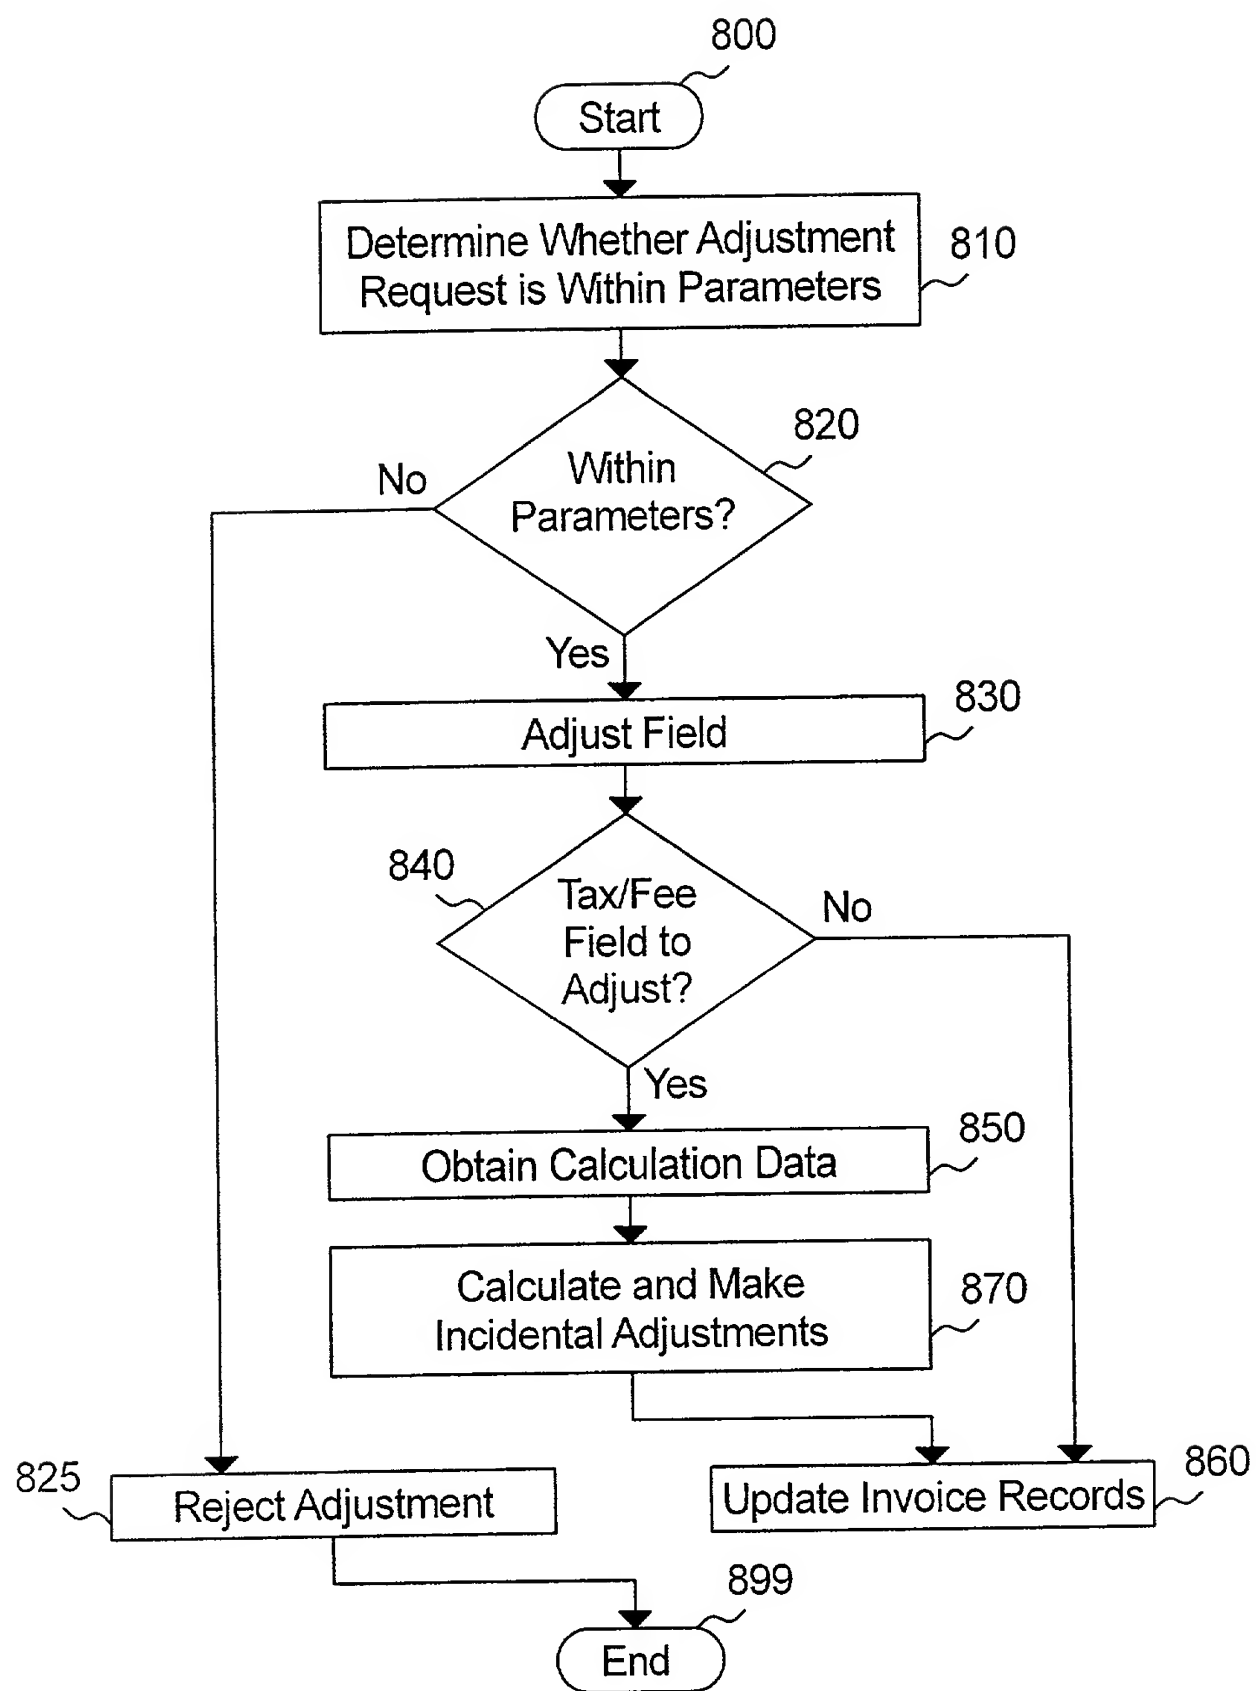 800
Start
Determine Whether Adjustment
Request is Within Parameters
810
820
No
Within
Parameters?
Yes
830
Adjust Field
840
Tax/Fee
Field to
Adjust?
No
Yes
850
Obtain Calculation Data
Calculate and Make
Incidental Adjustments
870
825
Reject Adjustment
Update Invoice Records
860
899
End